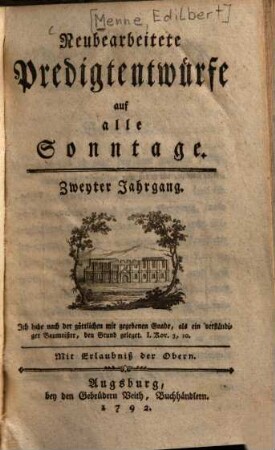 [Menne, Edilbert]
Neubearbeitete
Predigtentwürfe
auf
alle
Sonntage.
Zweyter Jahrgang.
Ich habe nach der göttlichen mir gegebenen Gnade, als ein verständi-
ger Baumeister, den Grund geleget. I. Kor. 3, 10.
Mit Erlaubniß der Obern.
Augsburg,
bey den Gebrüdern Veith, Buchhändlern.
1792.